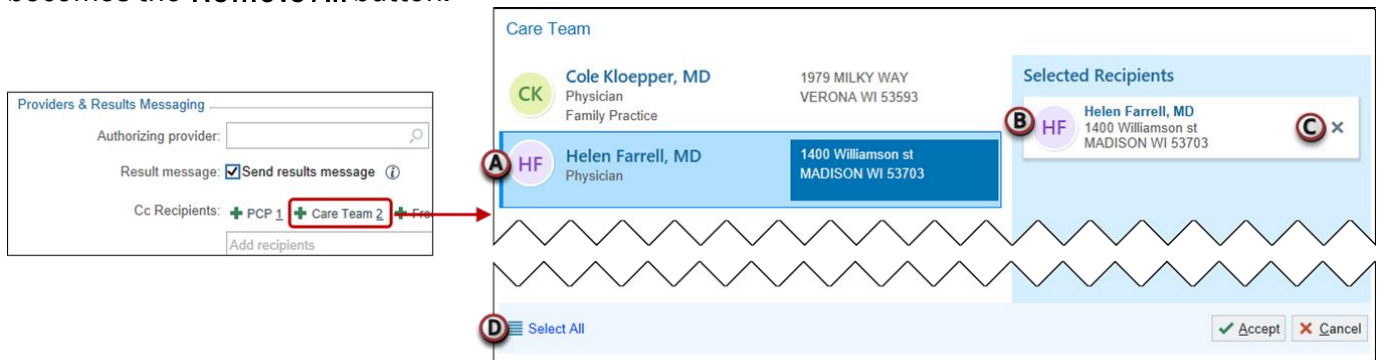 becomes the Remove All button.
Providers & Results Messaging
Authorizing provider:
Result message: Send results message
Cc Recipients: PCP 1 Care Team 2
Add recipients
Care Team
CK
Cole Kloepper, MD
Physician
Family Practice
1979 MILKY WAY
VERONA WI 53593
A
HF
Helen Farrell, MD
Physician
1400 Williamson st
MADISON WI 53703
Selected Recipients
B
HF
Helen Farrell, MD
1400 Williamson st
MADISON WI 53703
C
D
Select All
Accept
Cancel